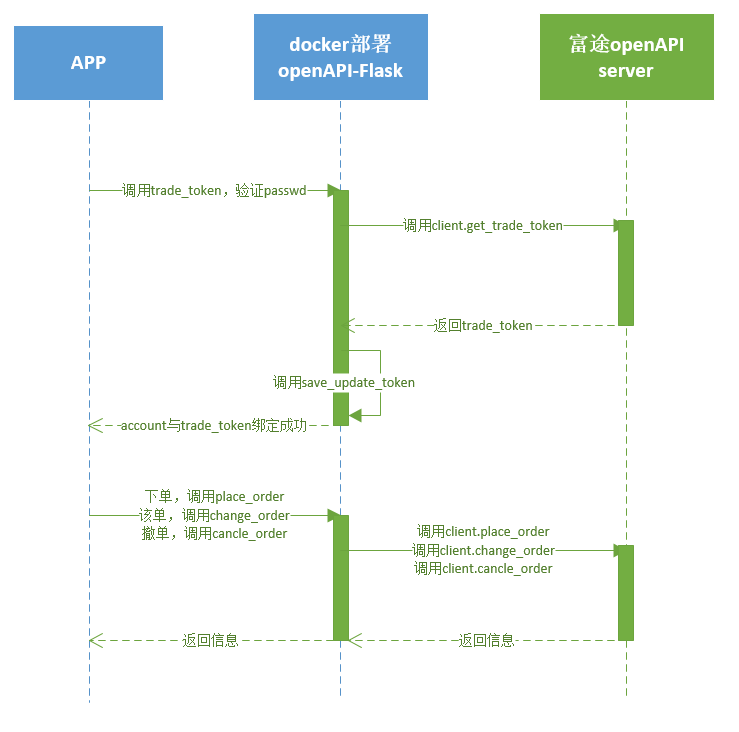 APP
docker部署
openAPI-Flask
富途openAPI
server
调用trade_token，验证passwd
调用client.get_trade_token
返回trade_token
调用save_update_token
account与trade_token绑定成功
下单，调用place_order
该单，调用change_order
撤单，调用cancle_order
调用client.place_order
调用client.change_order
调用client.cancle_order
返回信息
返回信息